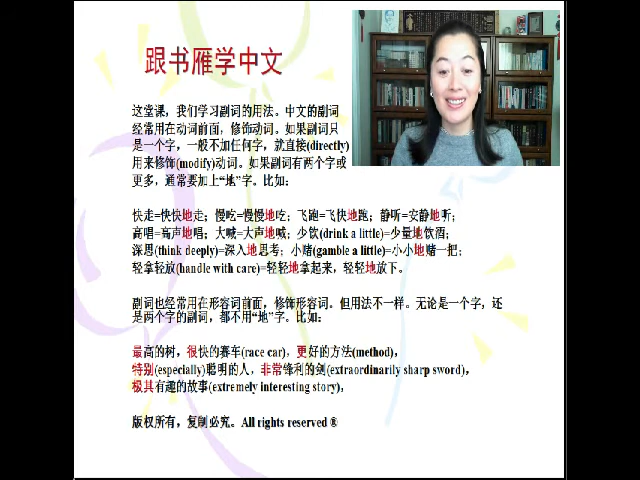 跟书雁学中文
这堂课，我们学习副词的用法。中文的副词
经常用在动词前面，修饰动词。如果副词只
是一个字，一般不加任何字，就直接(directly)
用来修饰(modify)动词。如果副词有两个字或
更多，通常要加上“地”字。比如：
快走=快快地走；慢吃=慢慢地吃；飞跑=飞快地跑；静听=安静地听；
高唱=高声地唱；大喊=大声地喊；少饮(drink a little)=少量地饮酒；
深思(think deeply)=深入地思考；小赌(gamble a little)=小小地赌一把；
轻拿轻放(handle with care)=轻轻地拿起来，轻轻地放下。
副词也经常用在形容词前面，修饰形容词。但用法不一样。无论是一个字，还
是两个字的副词，都不用“地”字。比如：
最高的树，很快的赛车(race car)，更好的方法(method)，
特别(especially)聪明的人，非常锋利的剑(extraordinarily sharp sword)，
极其有趣的故事(extremely interesting story)，
版权所有，复制必究。All rights reserved ®